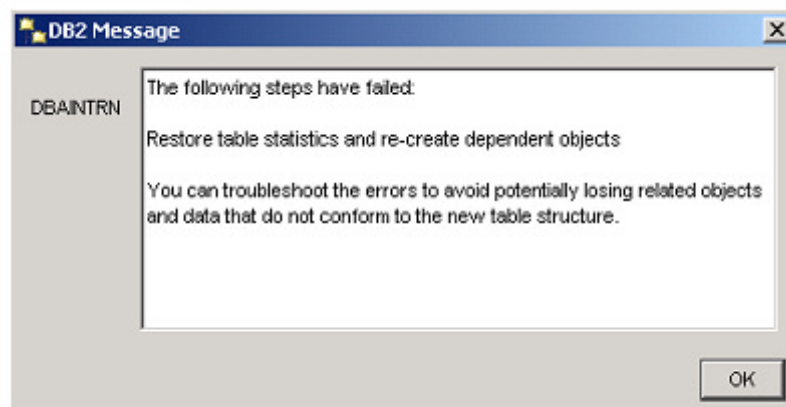 DB2 Message
DBAINTRN
The following steps have failed:
Restore table statistics and re-create dependent objects
You can troubleshoot the errors to avoid potentially losing related objects
and data that do not conform to the new table structure.
OK